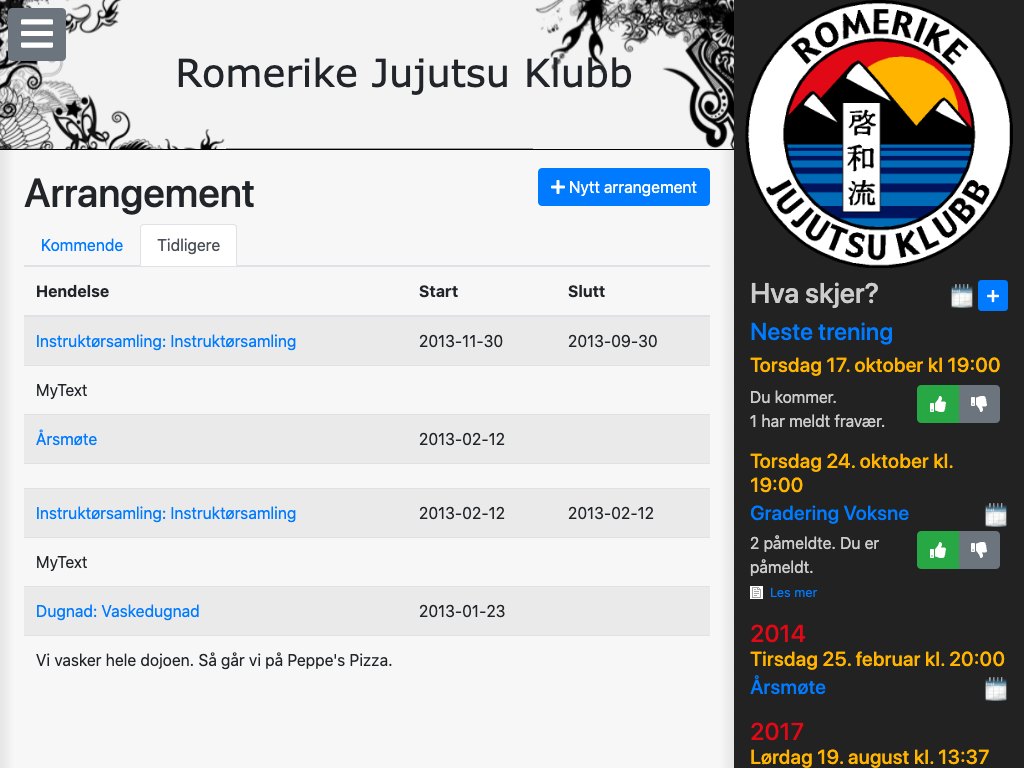 Romerike Jujutsu Klubb
Arrangement
Nytt arrangement
Kommende Tidligere
Hendelse Start Slutt
Instruktørsamling: Instruktørsamling 2013-11-30 2013-09-30
MyText
Årsmøte 2013-02-12
Instruktørsamling: Instruktørsamling 2013-02-12 2013-02-12
MyText
Dugnad: Vaskedugnad 2013-01-23
Vi vasker hele dojoen. Så går vi på Peppe's Pizza.
ROMERIKE
啓和流
JUJUTSU KLUBB
Hva skjer?
Neste trening
Torsdag 17. oktober kl 19:00
Du kommer.
1 har meldt fravær.
Torsdag 24. oktober kl.
19:00
Gradering Voksne
2 påmeldte. Du er
påmeldt.
Les mer
2014
Tirsdag 25. februar kl. 20:00
Årsmøte
2017
Lørdag 19. august kl. 13:37